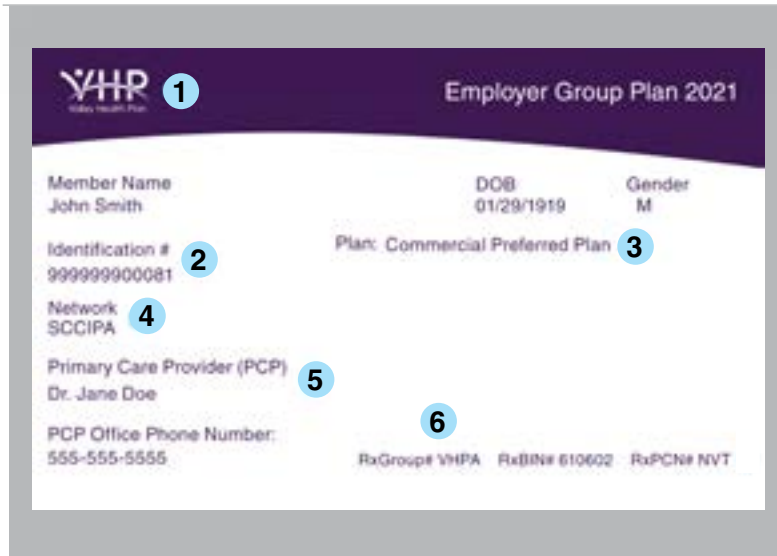 VHP 1 Employer Group Plan 2021
Valley Health Plan
Member Name DOB Gender
John Smith 01/29/1919 M
Identification # 2 Plan: Commercial Preferred Plan 3
999999900081
Network 4
SCCIPA
Primary Care Provider (PCP) 5
Dr. Jane Doe
6
PCP Office Phone Number:
555-555-5555 RxGroup# VHPA RxBIN# 610602 RxPCN# NVT